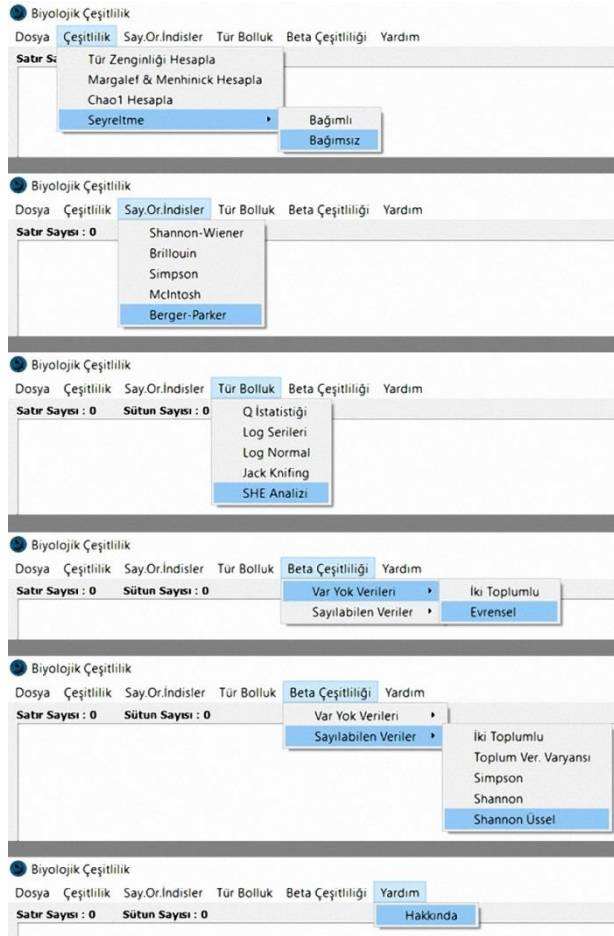 Biyolojik Çeşitlilik
Dosya Çeşitlilik Say.Or.İndisler Tür Bolluk Beta Çeşitliliği Yardım
Satır Sa
Tür Zenginliği Hesapla
Margalef & Menhinick Hesapla
Chao1 Hesapla
Seyreltme
Bağımlı
Bağımsız
Biyolojik Çeşitlilik
Dosya Çeşitlilik Say.Or.İndisler Tür Bolluk Beta Çeşitliliği Yardım
Satır Sayısı : 0
Shannon-Wiener
Brillouin
Simpson
McIntosh
Berger-Parker
Biyolojik Çeşitlilik
Dosya Çeşitlilik Say.Or.İndisler Tür Bolluk Beta Çeşitliliği Yardım
Satır Sayısı : 0 Sütun Sayısı : 0
Q İstatistiği
Log Serileri
Log Normal
Jack Knifing
SHE Analizi
Biyolojik Çeşitlilik
Dosya Çeşitlilik Say.Or.İndisler Tür Bolluk Beta Çeşitliliği Yardım
Satır Sayısı : 0 Sütun Sayısı : 0
Var Yok Verileri
İki Toplumlu
Sayılabilen Veriler
Evrensel
Biyolojik Çeşitlilik
Dosya Çeşitlilik Say.Or.İndisler Tür Bolluk Beta Çeşitliliği Yardım
Satır Sayısı : 0 Sütun Sayısı : 0
Var Yok Verileri
Sayılabilen Veriler
İki Toplumlu
Toplum Ver. Varyansı
Simpson
Shannon
Shannon Üssel
Biyolojik Çeşitlilik
Dosya Çeşitlilik Say.Or.İndisler Tür Bolluk Beta Çeşitliliği Yardım
Satır Sayısı : 0 Sütun Sayısı : 0
Hakkında